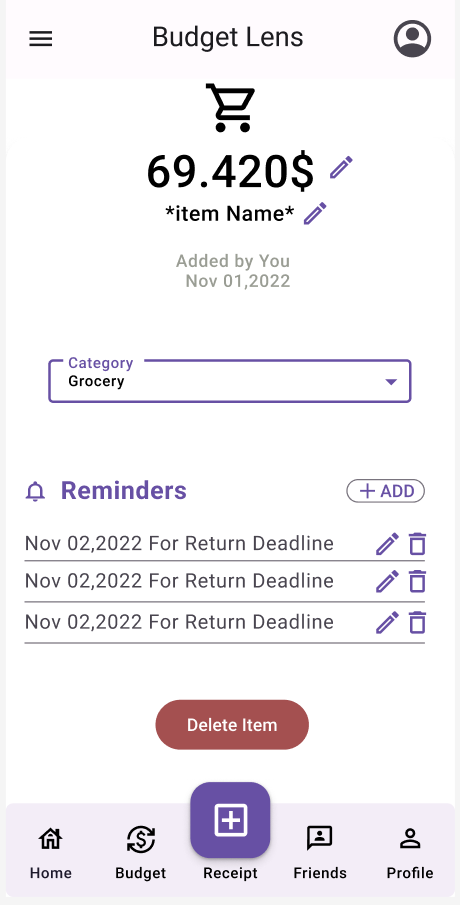 Budget Lens
69.420$
*item Name*
Added by You
Nov 01,2022
Category
Grocery
Reminders
ADD
Nov 02,2022 For Return Deadline
Nov 02,2022 For Return Deadline
Nov 02,2022 For Return Deadline
Delete Item
Home
Budget
Receipt
Friends
Profile